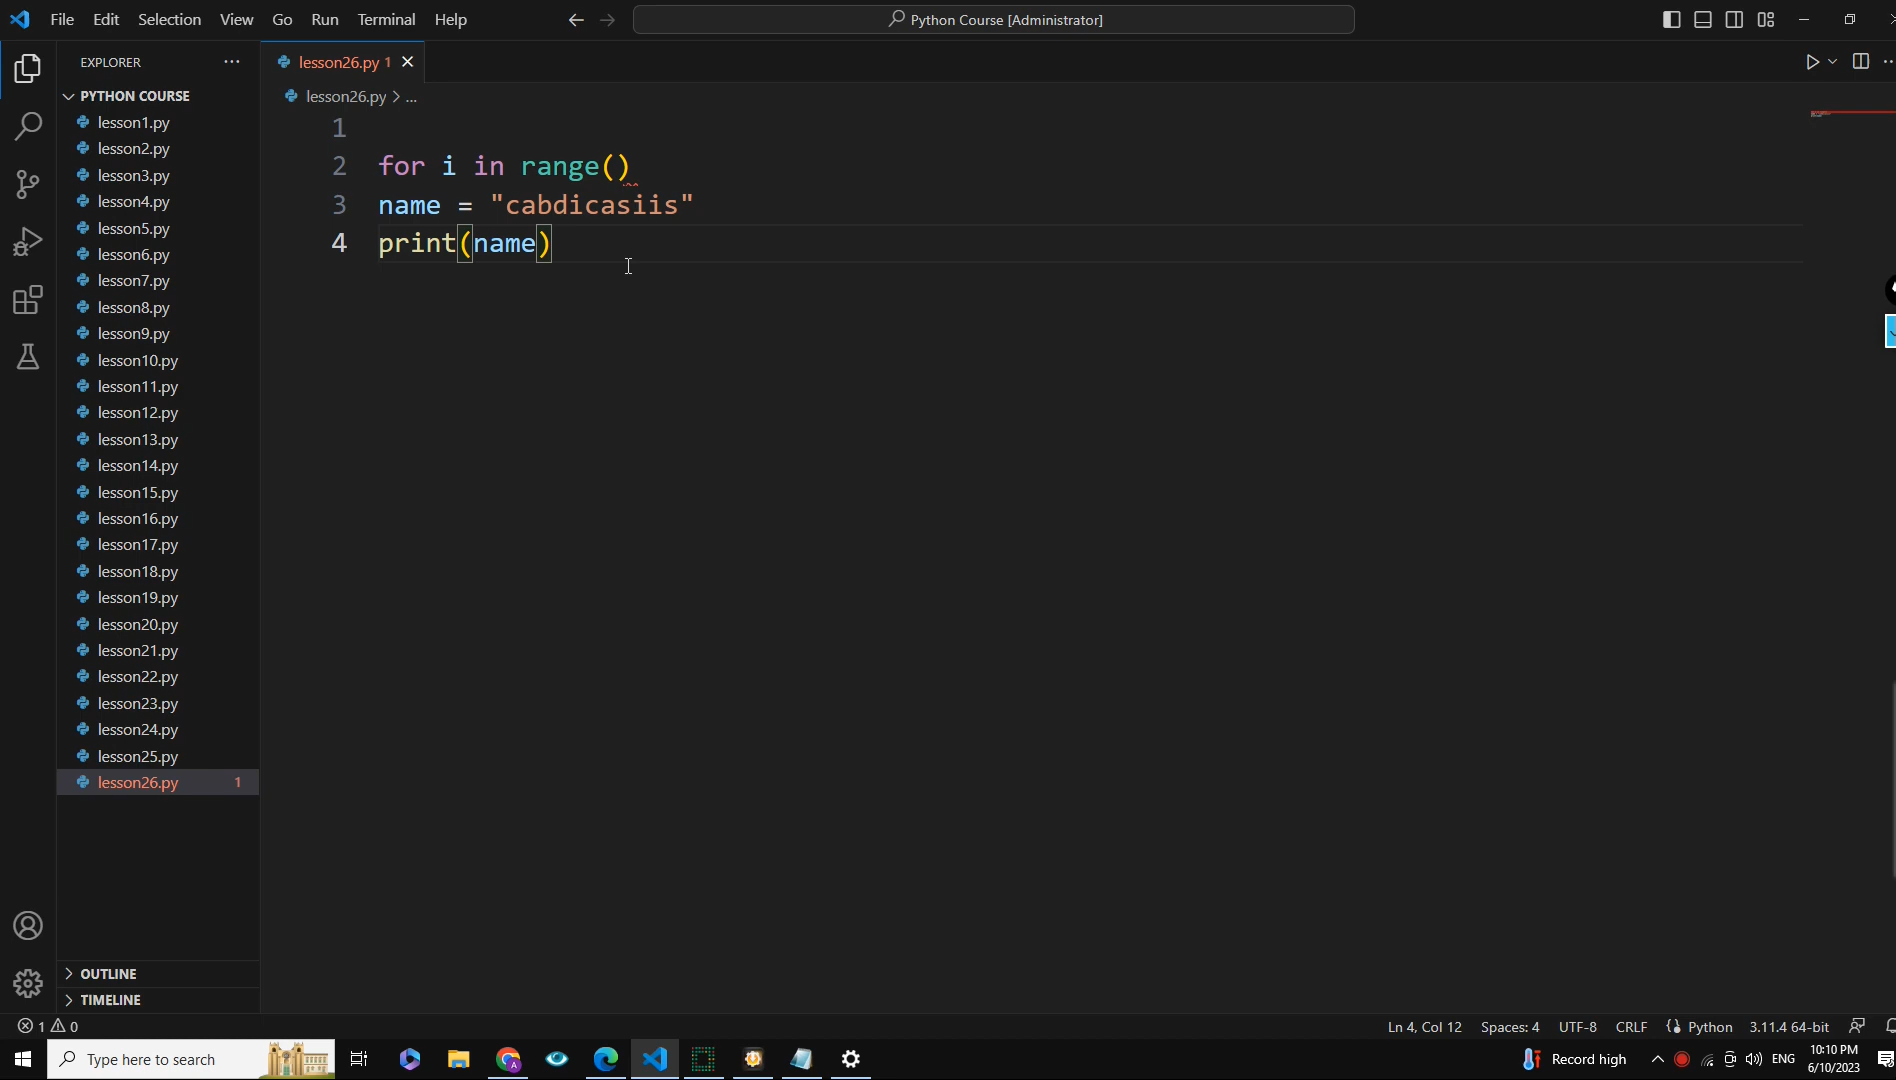 File Edit Selection View Go Run Terminal Help
Python Course [Administrator]
EXPLORER
lesson26.py 1
PYTHON COURSE
lesson26.py > ...
lesson1.py
lesson2.py
lesson3.py
lesson4.py
lesson5.py
lesson6.py
lesson7.py
lesson8.py
lesson9.py
lesson10.py
lesson11.py
lesson12.py
lesson13.py
lesson14.py
lesson15.py
lesson16.py
lesson17.py
lesson18.py
lesson19.py
lesson20.py
lesson21.py
lesson22.py
lesson23.py
lesson24.py
lesson25.py
lesson26.py 1
OUTLINE
TIMELINE
1
2 for i in range()
3 name = "cabdicasiis"
4 print(name)
1 0
Ln 4, Col 12 Spaces: 4 UTF-8 CRLF Python 3.11.4 64-bit
Type here to search
Record high
ENG
10:10 PM
6/10/2023